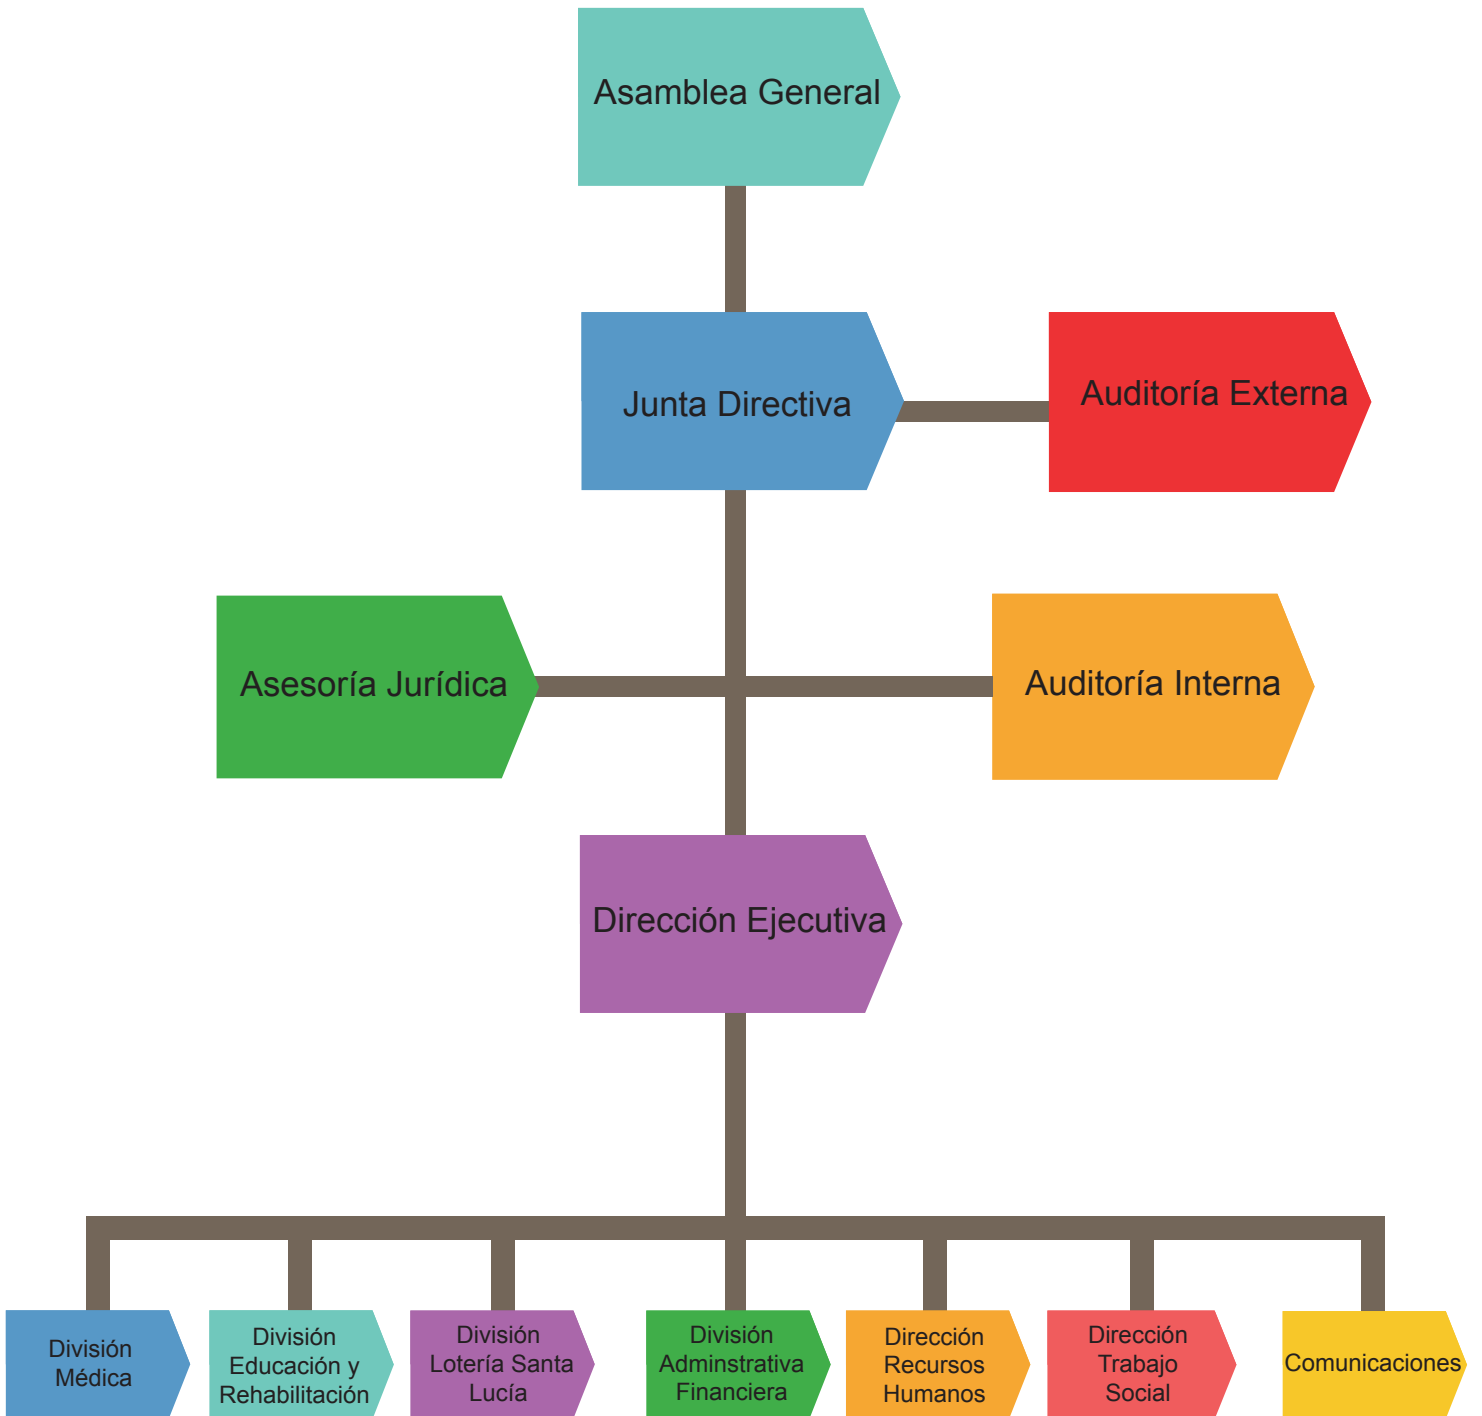 Asamblea General
Junta Directiva
Auditoría Externa
Asesoría Jurídica
Auditoría Interna
Dirección Ejecutiva
División
Médica
División
Educación y
Rehabilitación
División
Lotería Santa
Lucía
División
Adminstrativa
Financiera
Dirección
Recursos
Humanos
Dirección
Trabajo
Social
Comunicaciones